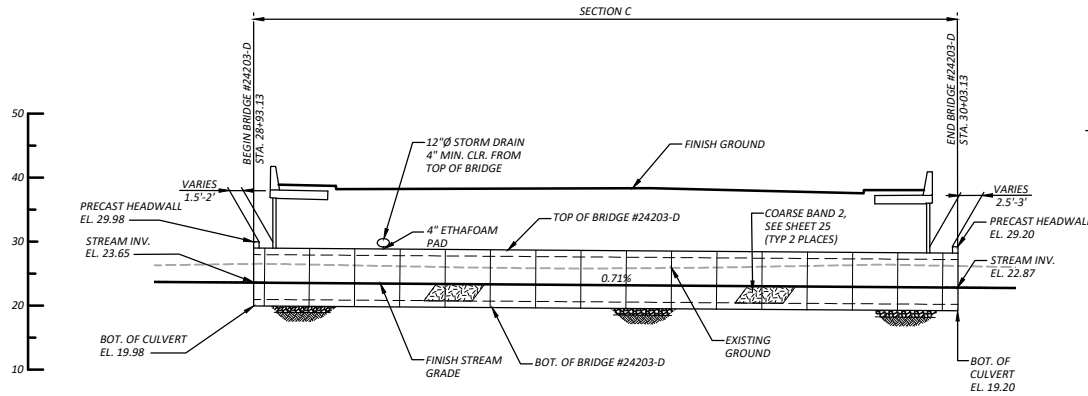 SECTION C
BEGIN BRIDGE #24203-D
STA. 28+93.13
END BRIDGE #24203-D
STA. 30+03.13
50
40
30
20
10
12"Ø STORM DRAIN
4" MIN. CLR. FROM
TOP OF BRIDGE
FINISH GROUND
VARIES
1.5'-2'
VARIES
2.5'-3'
PRECAST HEADWALL
EL. 29.98
TOP OF BRIDGE #24203-D
COARSE BAND 2,
SEE SHEET 25
(TYP 2 PLACES)
PRECAST HEADWALL
EL. 29.20
4" ETHAFOAM
PAD
STREAM INV.
EL. 23.65
STREAM INV.
EL. 22.87
0.71%
BOT. OF CULVERT
EL. 19.98
FINISH STREAM
GRADE
BOT. OF BRIDGE #24203-D
EXISTING
GROUND
BOT. OF
CULVERT
EL. 19.20